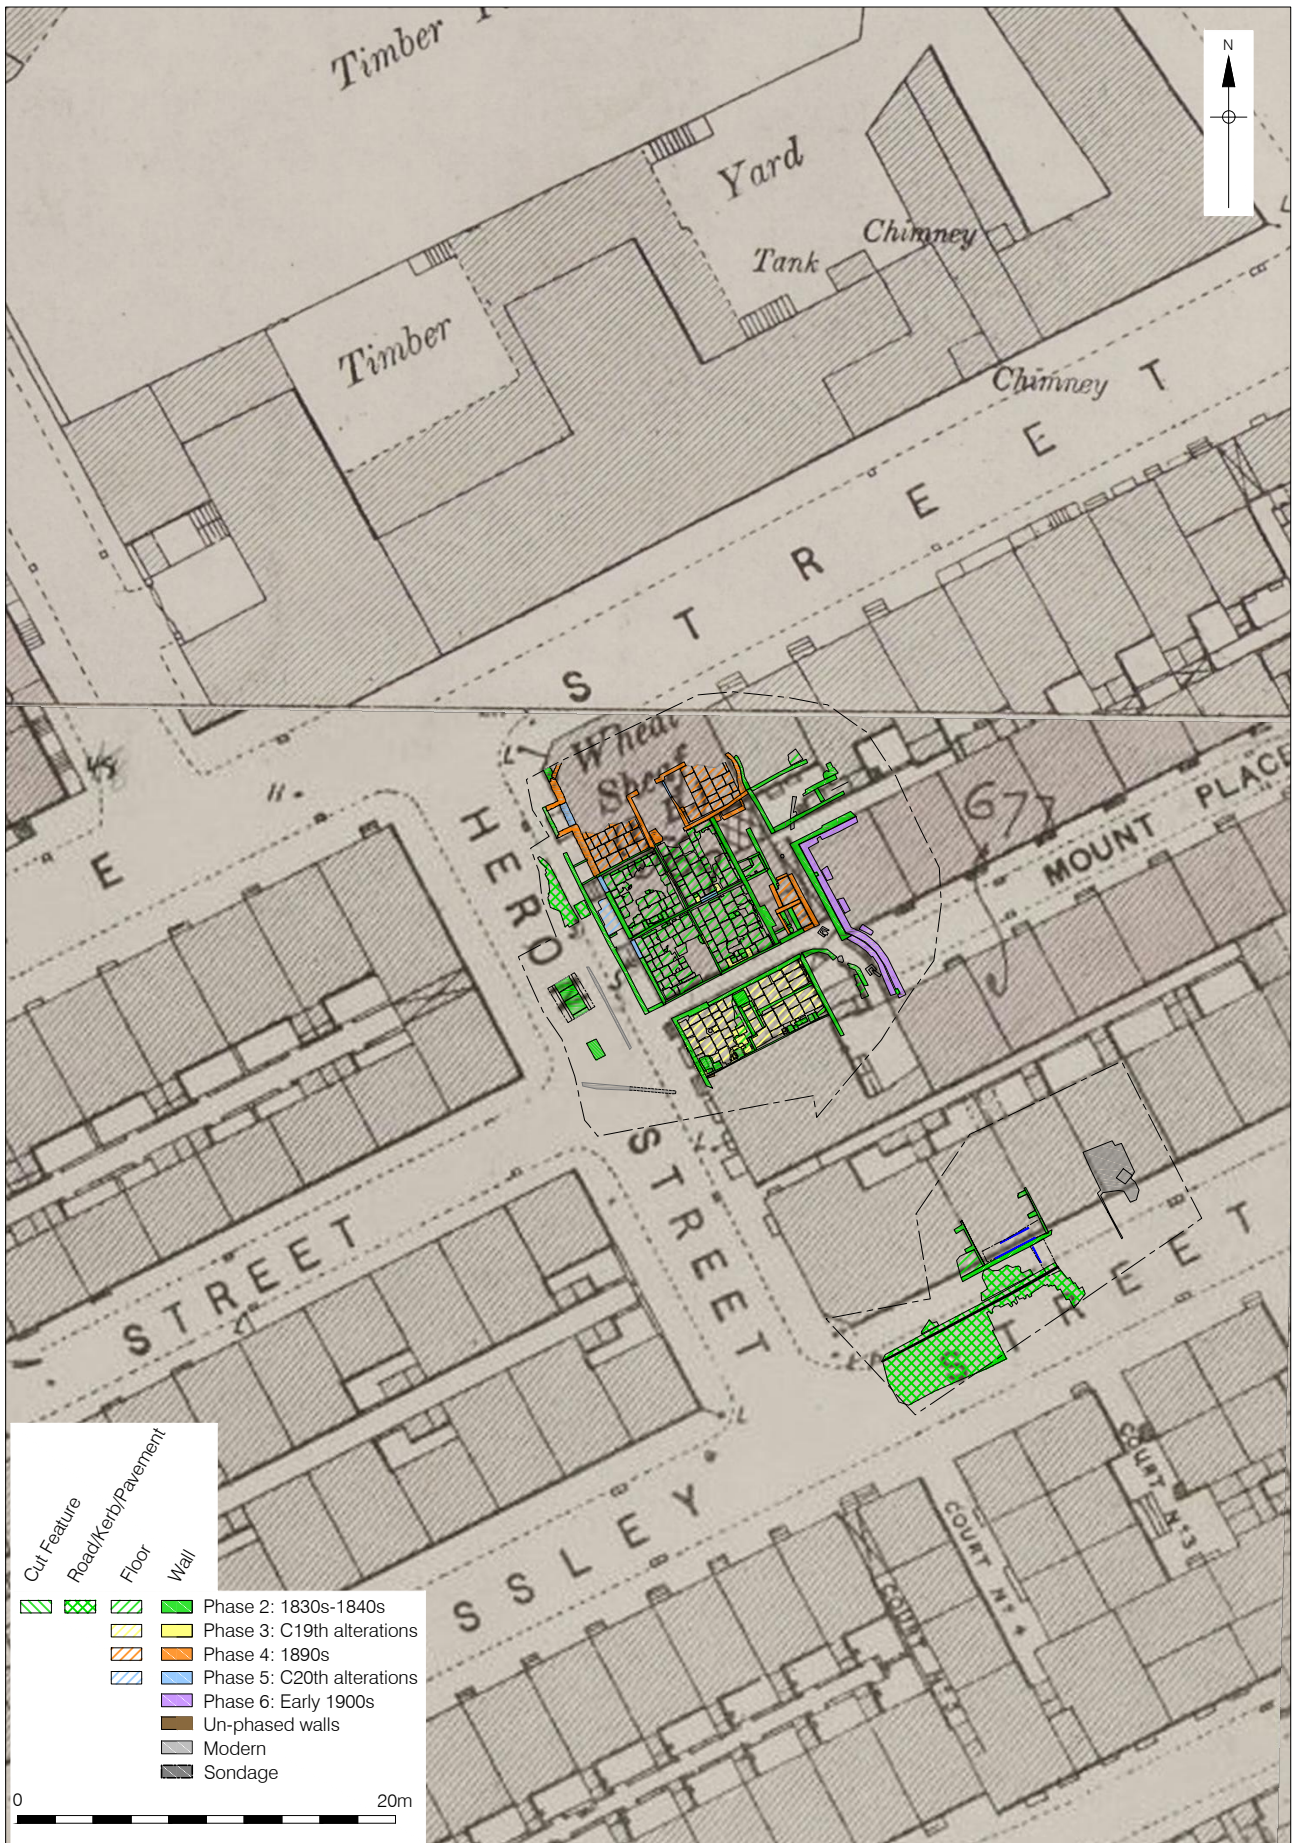 Timber
N
Yard
Chimney
Tank
Timber
Chimney
STREET
Wheat
Sheaf
HERO STREET
673
MOUNT PLACE
E
STREET
STREET
SSLEY
COURT Nº 3
COURT Nº 4
COURT
Cut Feature
Road/Kerb/Pavement
Floor
Wall
Phase 2: 1830s-1840s
Phase 3: C19th alterations
Phase 4: 1890s
Phase 5: C20th alterations
Phase 6: Early 1900s
Un-phased walls
Modern
Sondage
0 20m